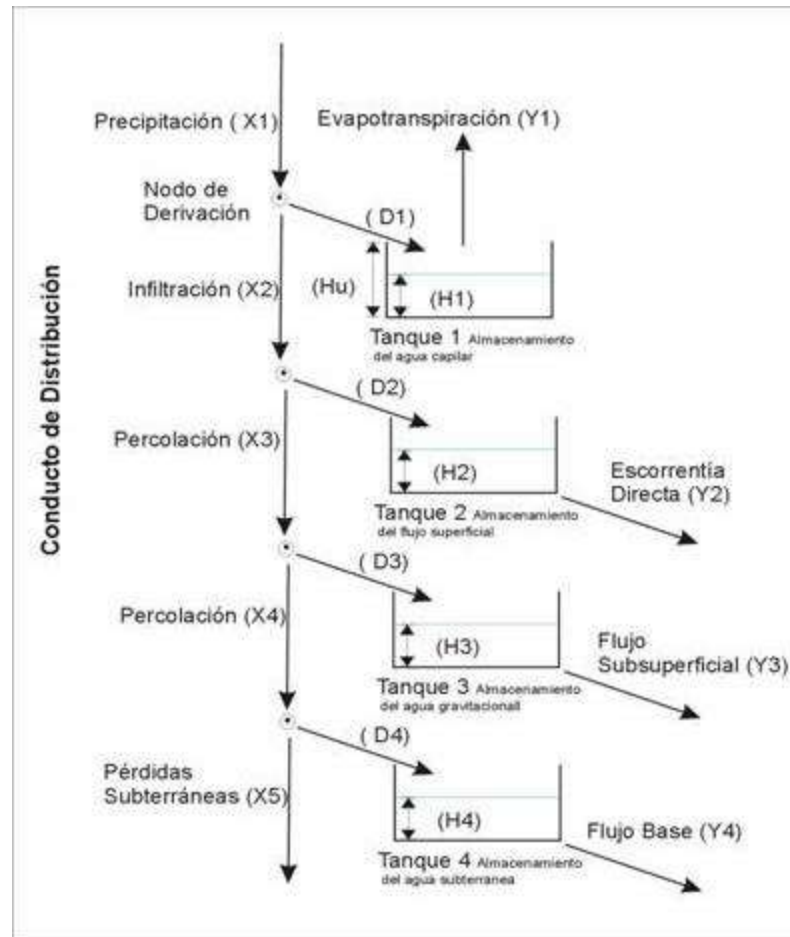 Precipitación ( X1)
Evapotranspiración (Y1)
Nodo de
Derivación
( D1)
Infiltración (X2)
(Hu)
(H1)
Tanque 1 Almacenamiento
del agua capilar
Conducto de Distribución
( D2)
Percolación (X3)
(H2)
Escorrentía
Directa (Y2)
Tanque 2 Almacenamiento
del flujo superficial
( D3)
Percolación (X4)
(H3)
Flujo
Subsuperficial (Y3)
Tanque 3 Almacenamiento
del agua gravitacionall
( D4)
Pérdidas
Subterráneas (X5)
(H4)
Flujo Base (Y4)
Tanque 4 Almacenamiento
del agua subterranea